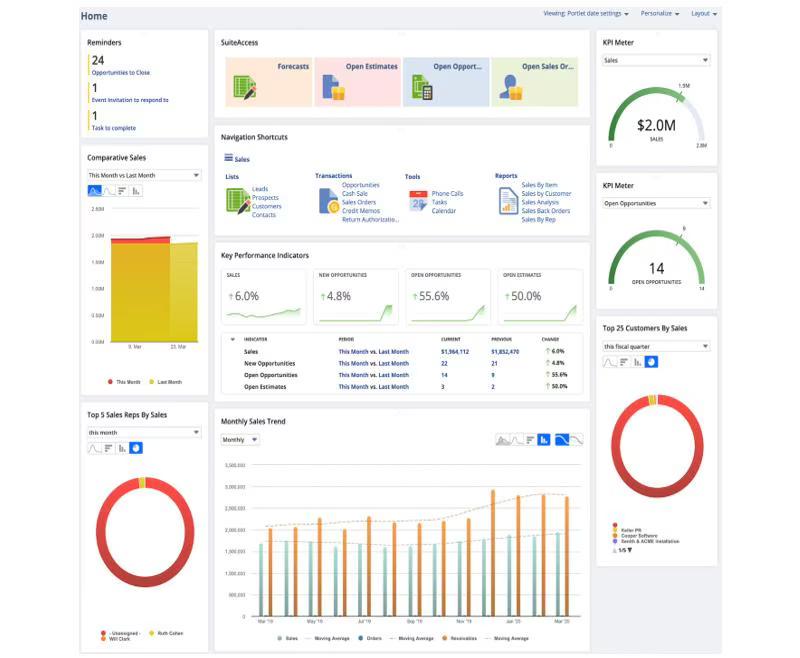 Home
Viewing: Portlet date settings
Personalize
Layout
Reminders
24
Opportunities to Close
1
Event Invitation to respond to
1
Task to complete
Comparative Sales
This Month vs Last Month
2.50M
2.00M
1.50M
1.00M
0.50M
0.00M
9. Mar
23. Mar
This Month
Last Month
Top 5 Sales Reps By Sales
this month
- Unassigned -
Ruth Cohen
Will Clark
SuiteAccess
Forecasts
Open Estimates
Open Opport...
Open Sales Or...
Navigation Shortcuts
Sales
Lists
Leads
Prospects
Customers
Contacts
Transactions
Opportunities
Cash Sale
Sales Orders
Credit Memos
Return Authorizatio...
Tools
28
Phone Calls
Tasks
Calendar
Reports
Sales By Item
Sales by Customer
Sales Analysis
Sales Back Orders
Sales By Rep
Key Performance Indicators
SALES
6.0%
NEW OPPORTUNITIES
4.8%
OPEN OPPORTUNITIES
55.6%
OPEN ESTIMATES
50.0%
INDICATOR PERIOD CURRENT PREVIOUS CHANGE
Sales This Month vs. Last Month $1,964,112 $1,852,470 6.0%
New Opportunities This Month vs. Last Month 22 21 4.8%
Open Opportunities This Month vs. Last Month 14 9 55.6%
Open Estimates This Month vs. Last Month 3 2 50.0%
Monthly Sales Trend
Monthly
3,500,000
3,000,000
2,500,000
2,000,000
1,500,000
1,000,000
500,000
0
Mar '19
May '19
Jul '19
Sep '19
Nov '19
Jan '20
Mar '20
Sales
Moving Average
Orders
Moving Average
Receivables
Moving Average
KPI Meter
Sales
1.9M
$2.0M
SALES
0
2.8M
KPI Meter
Open Opportunities
9
14
OPEN OPPORTUNITIES
0
14
Top 25 Customers By Sales
this fiscal quarter
Keller PR
Cooper Software
1/5